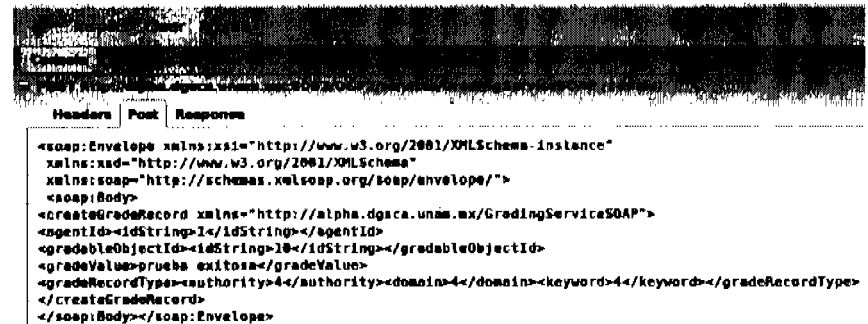 Headers Post Response
<soap:Envelope xmlns:xsi="http://www.w3.org/2001/XMLSchema-instance"
xmlns:xsd="http://www.w3.org/2001/XMLSchema"
xmlns:soap="http://schemas.xmlsoap.org/soap/envelope/">
<soap:Body>
<createGradeRecord xmlns="http://alpha.dgsca.unam.mx/GradingServiceSOAP">
<agentId><idString>1</idString></agentId>
<gradableObjectId><idString>10</idString></gradableObjectId>
<gradeValue>prueba exitosa</gradeValue>
<gradeRecordType><authority>4</authority><domain>4</domain><keyword>4</keyword></gradeRecordType>
</createGradeRecord>
</soap:Body></soap:Envelope>